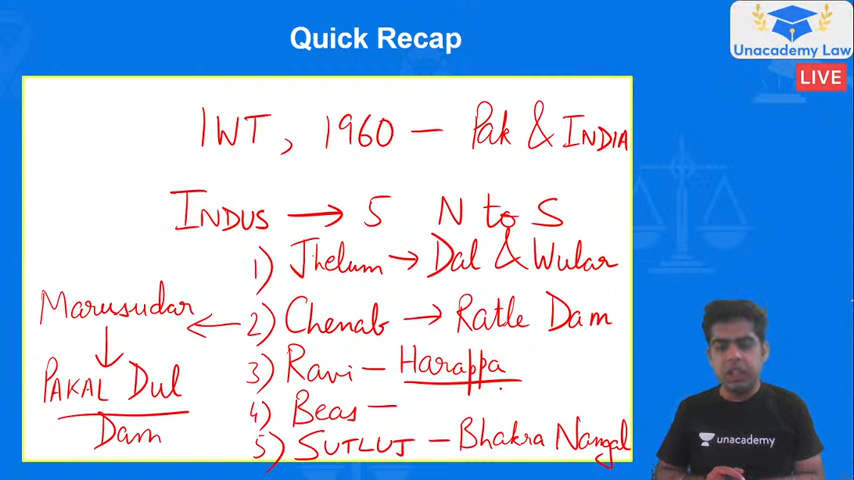 Quick Recap
Unacademy Law
LIVE
IWT, 1960 - Pak & INDIA
INDUS → 5 N to S
1) Jhelum → Dal & Wular
2) Chenab → Ratle Dam
Marusudar ←
↓
PAKAL Dul
Dam
3) Ravi - Harappa
4) Beas -
5) SUTLUJ - Bhakra Nangal
unacademy